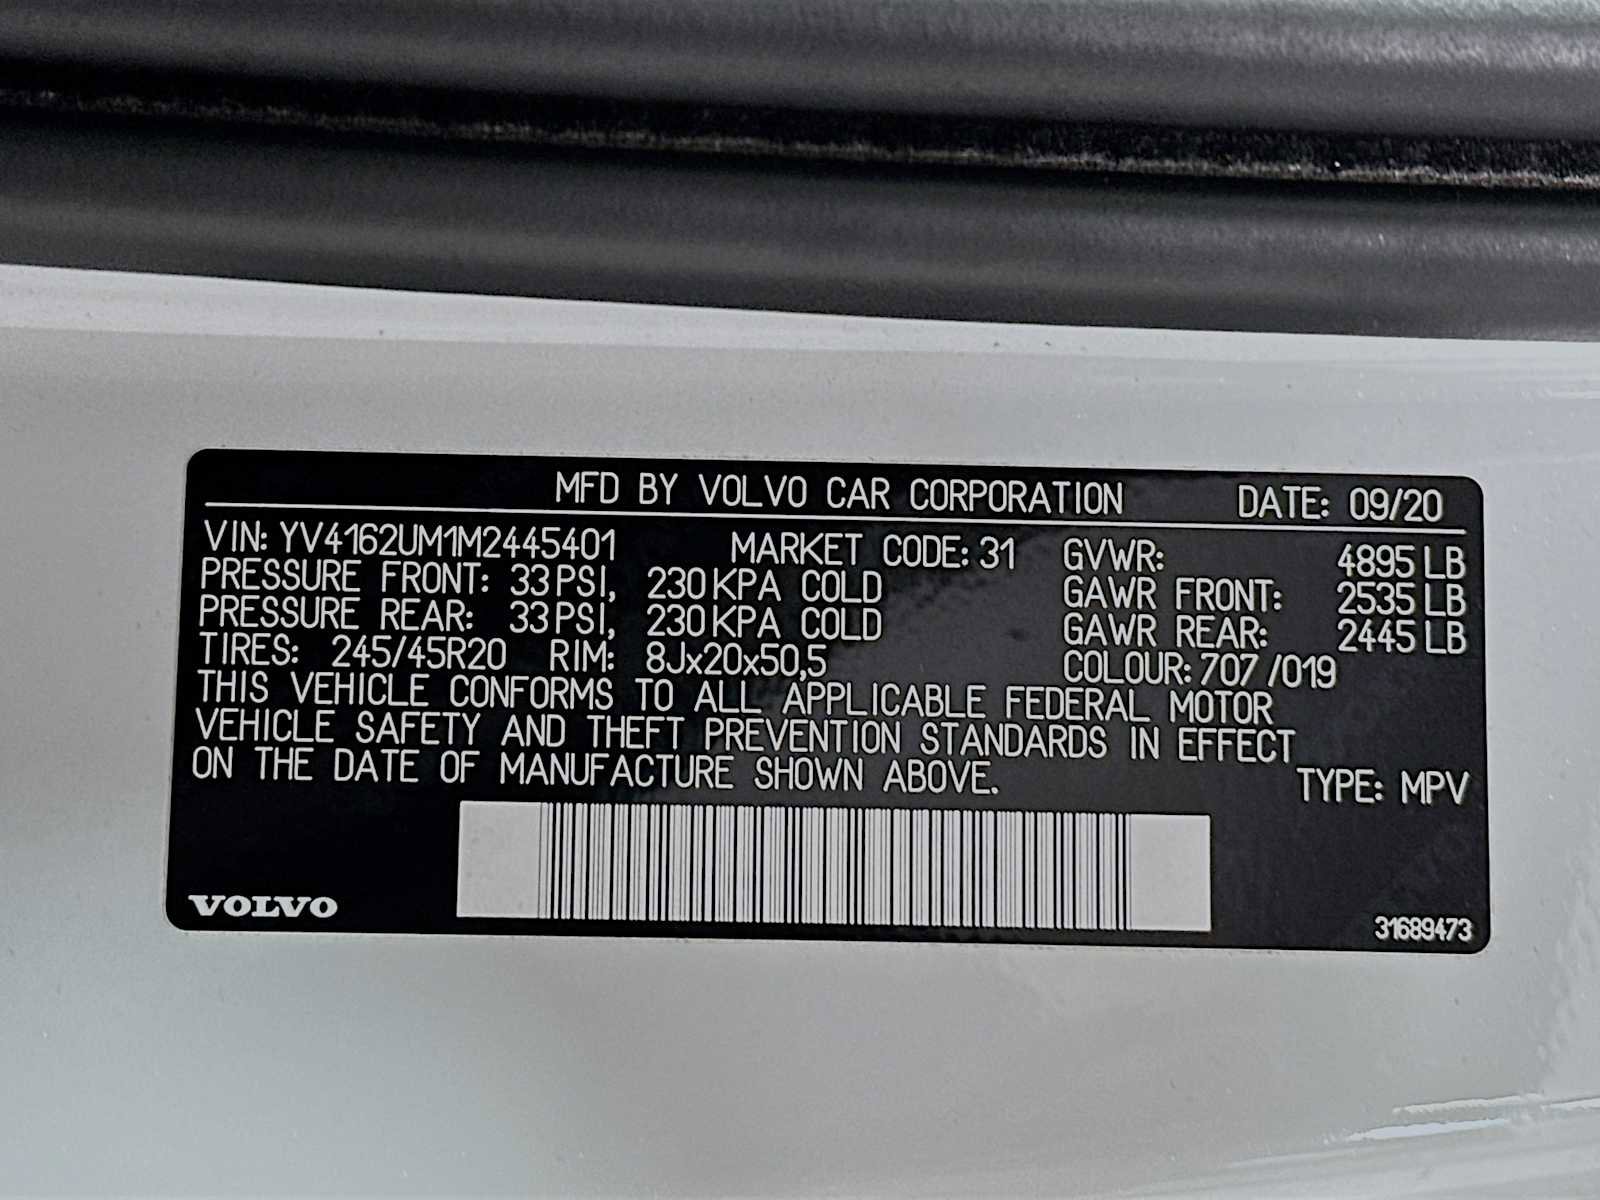 MFD BY VOLVO CAR CORPORATION DATE: 09/20
VIN: YV4162UM1M2445401 MARKET CODE: 31 GVWR: 4895 LB
PRESSURE FRONT: 33 PSI, 230 KPA COLD GAWR FRONT: 2535 LB
PRESSURE REAR: 33 PSI, 230 KPA COLD GAWR REAR: 2445 LB
TIRES: 245/45R20 RIM: 8Jx20x50,5 COLOUR: 707 /019
THIS VEHICLE CONFORMS TO ALL APPLICABLE FEDERAL MOTOR
VEHICLE SAFETY AND THEFT PREVENTION STANDARDS IN EFFECT
ON THE DATE OF MANUFACTURE SHOWN ABOVE. TYPE: MPV
VOLVO 31689473